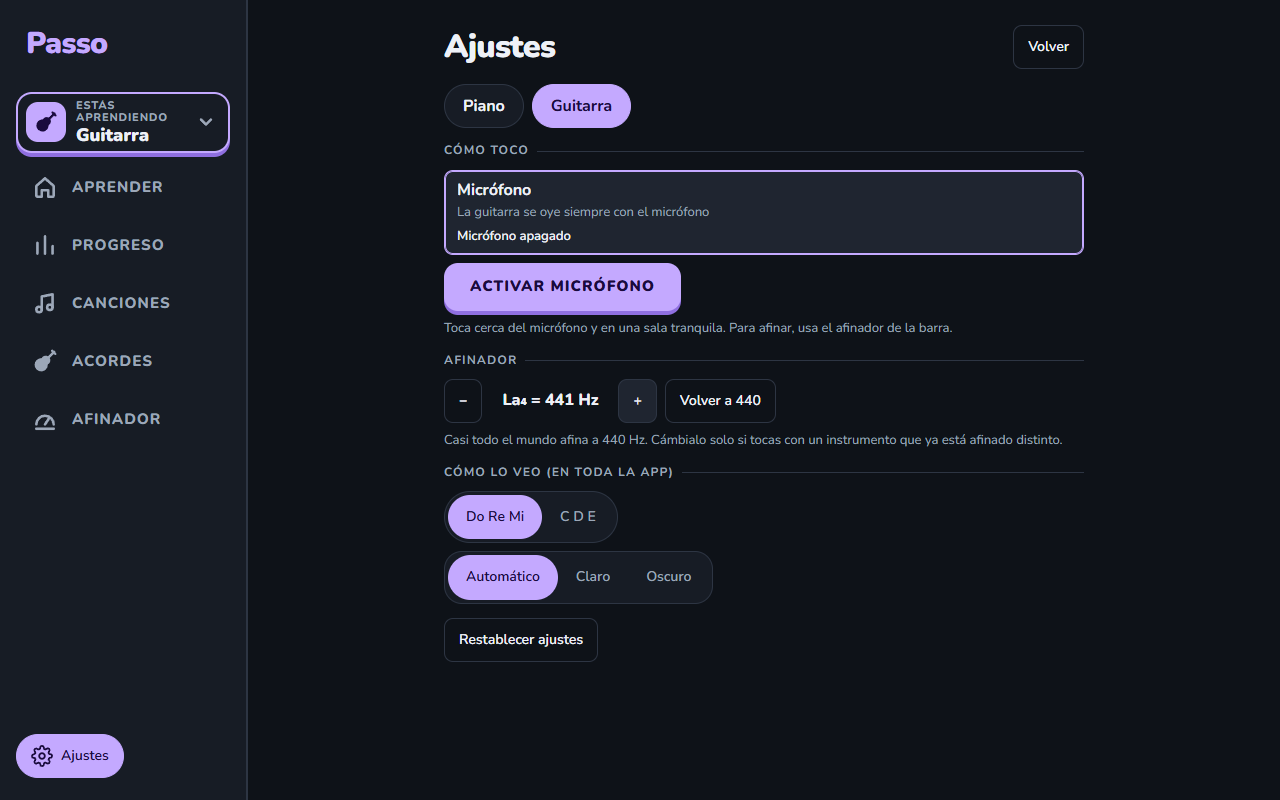 Passo
ESTÁS
APRENDIENDO
Guitarra
APRENDER
PROGRESO
CANCIONES
ACORDES
AFINADOR
Ajustes
Ajustes
Volver
Piano
Guitarra
CÓMO TOCO
Micrófono
La guitarra se oye siempre con el micrófono
Micrófono apagado
ACTIVAR MICRÓFONO
Toca cerca del micrófono y en una sala tranquila. Para afinar, usa el afinador de la barra.
AFINADOR
− La₄ = 441 Hz + Volver a 440
Casi todo el mundo afina a 440 Hz. Cámbialo solo si tocas con un instrumento que ya está afinado distinto.
CÓMO LO VEO (EN TODA LA APP)
Do Re Mi C D E
Automático Claro Oscuro
Restablecer ajustes